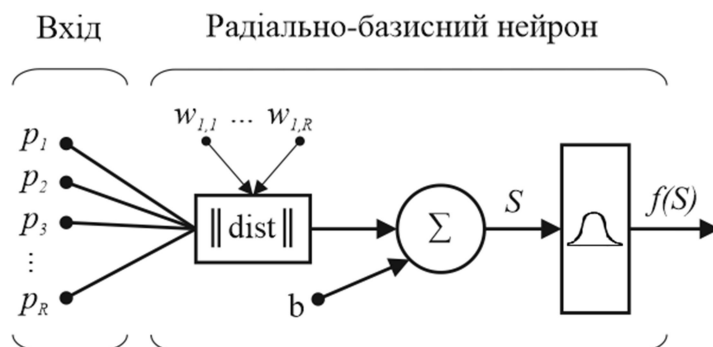 Вхід
Радіально-базисний нейрон
w1,1 ... w1,R
p1
p2
p3
⋮
pR
|| dist ||
Σ
b
S
f(S)